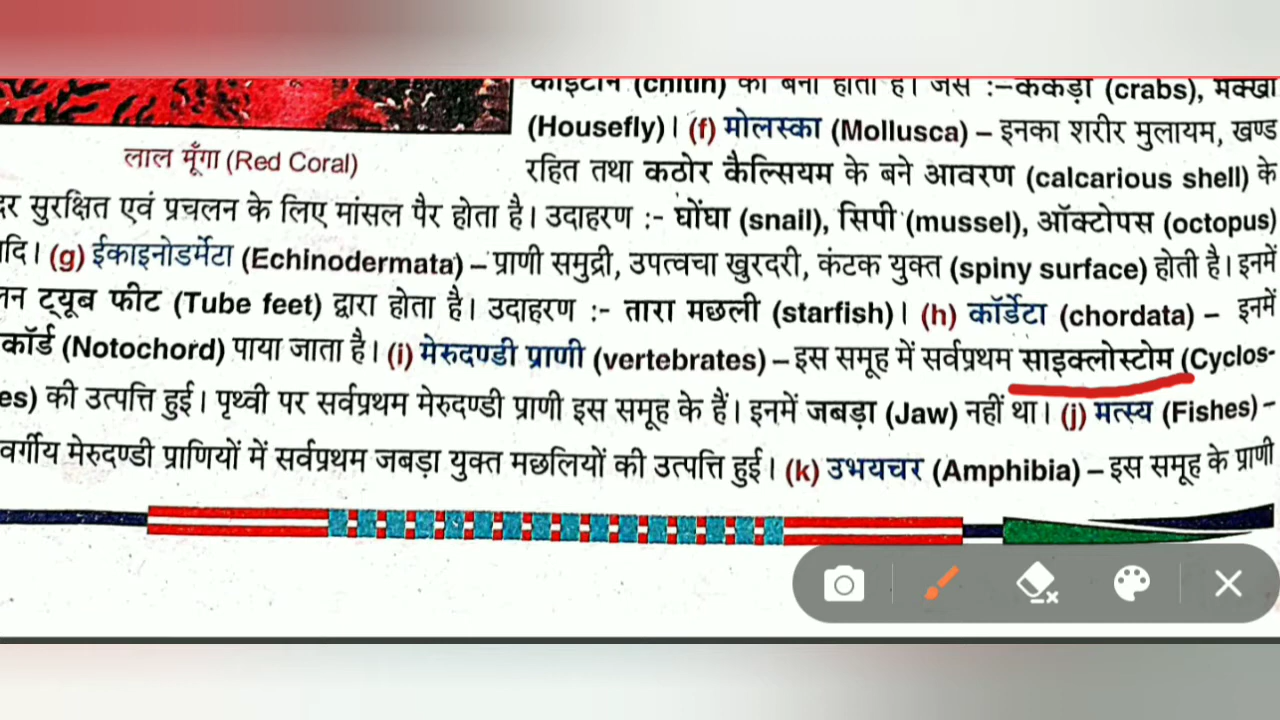 काइटीन (chitin) का बना होता है। जैसे :–केकड़ा (crabs), मक्खी
(Housefly)। (f) मोलस्का (Mollusca) – इनका शरीर मुलायम, खण्ड
लाल मूँगा (Red Coral)
रहित तथा कठोर कैल्सियम के बने आवरण (calcarious shell) के
सुरक्षित एवं प्रचलन के लिए मांसल पैर होता है। उदाहरण :- घोंघा (snail), सिपी (mussel), ऑक्टोपस (octopus)
(g) ईकाइनोडर्मेटा (Echinodermata) – प्राणी समुद्री, उपत्वचा खुरदरी, कंटक युक्त (spiny surface) होती है। इनमें
ट्यूब फीट (Tube feet) द्वारा होता है। उदाहरण :- तारा मछली (starfish)। (h) कॉर्डेटा (chordata) – इनमें
कॉर्ड (Notochord) पाया जाता है। (i) मेरुदण्डी प्राणी (vertebrates) – इस समूह में सर्वप्रथम साइक्लोस्टोम (Cyclos-
es) की उत्पत्ति हुई। पृथ्वी पर सर्वप्रथम मेरुदण्डी प्राणी इस समूह के हैं। इनमें जबड़ा (Jaw) नहीं था। (j) मत्स्य (Fishes) –
वर्गीय मेरुदण्डी प्राणियों में सर्वप्रथम जबड़ा युक्त मछलियों की उत्पत्ति हुई। (k) उभयचर (Amphibia) – इस समूह के प्राणी